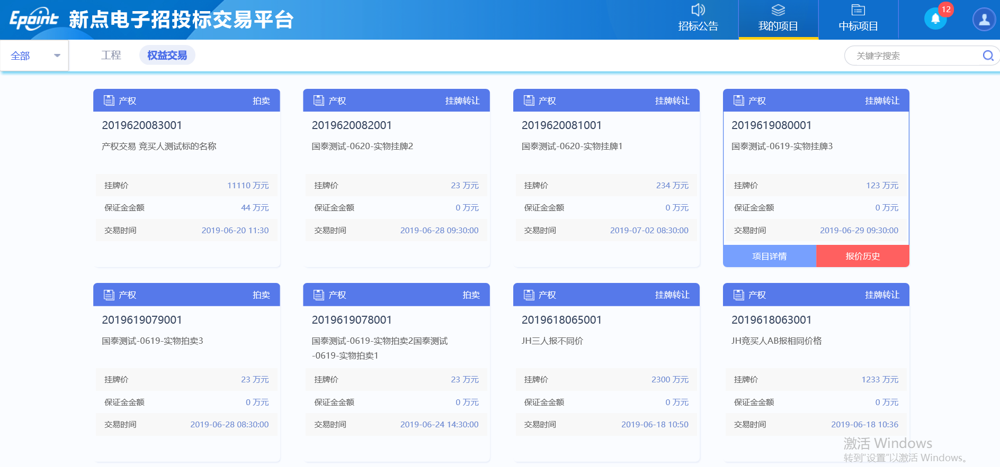 Epoint 新点电子招投标交易平台
招标公告
我的项目
中标项目
12
全部
工程
权益交易
关键字搜索
产权 拍卖
2019620083001
产权交易 竞买人测试标的名称
挂牌价 11110 万元
保证金金额 44 万元
交易时间 2019-06-20 11:30
产权 挂牌转让
2019620082001
国泰测试-0620-实物挂牌2
挂牌价 23 万元
保证金金额 0 万元
交易时间 2019-06-28 09:30:00
产权 挂牌转让
2019620081001
国泰测试-0620-实物挂牌1
挂牌价 234 万元
保证金金额 0 万元
交易时间 2019-07-02 08:30:00
产权 挂牌转让
2019619080001
国泰测试-0619-实物挂牌3
挂牌价 123 万元
保证金金额 0 万元
交易时间 2019-06-29 09:30:00
项目详情 报价历史
产权 拍卖
2019619079001
国泰测试-0619-实物拍卖3
挂牌价 23 万元
保证金金额 0 万元
交易时间 2019-06-28 08:30:00
产权 拍卖
2019619078001
国泰测试-0619-实物拍卖2国泰测试
-0619-实物拍卖1
挂牌价 23 万元
保证金金额 0 万元
交易时间 2019-06-24 14:30:00
产权 挂牌转让
2019618065001
JH三人报不同价
挂牌价 2300 万元
保证金金额 0 万元
交易时间 2019-06-18 10:50
产权 挂牌转让
2019618063001
JH竞买人AB报相同价格
挂牌价 1233 万元
保证金金额 0 万元
交易时间 2019-06-18 10:36
激活 Windows
转到“设置”以激活 Windows。